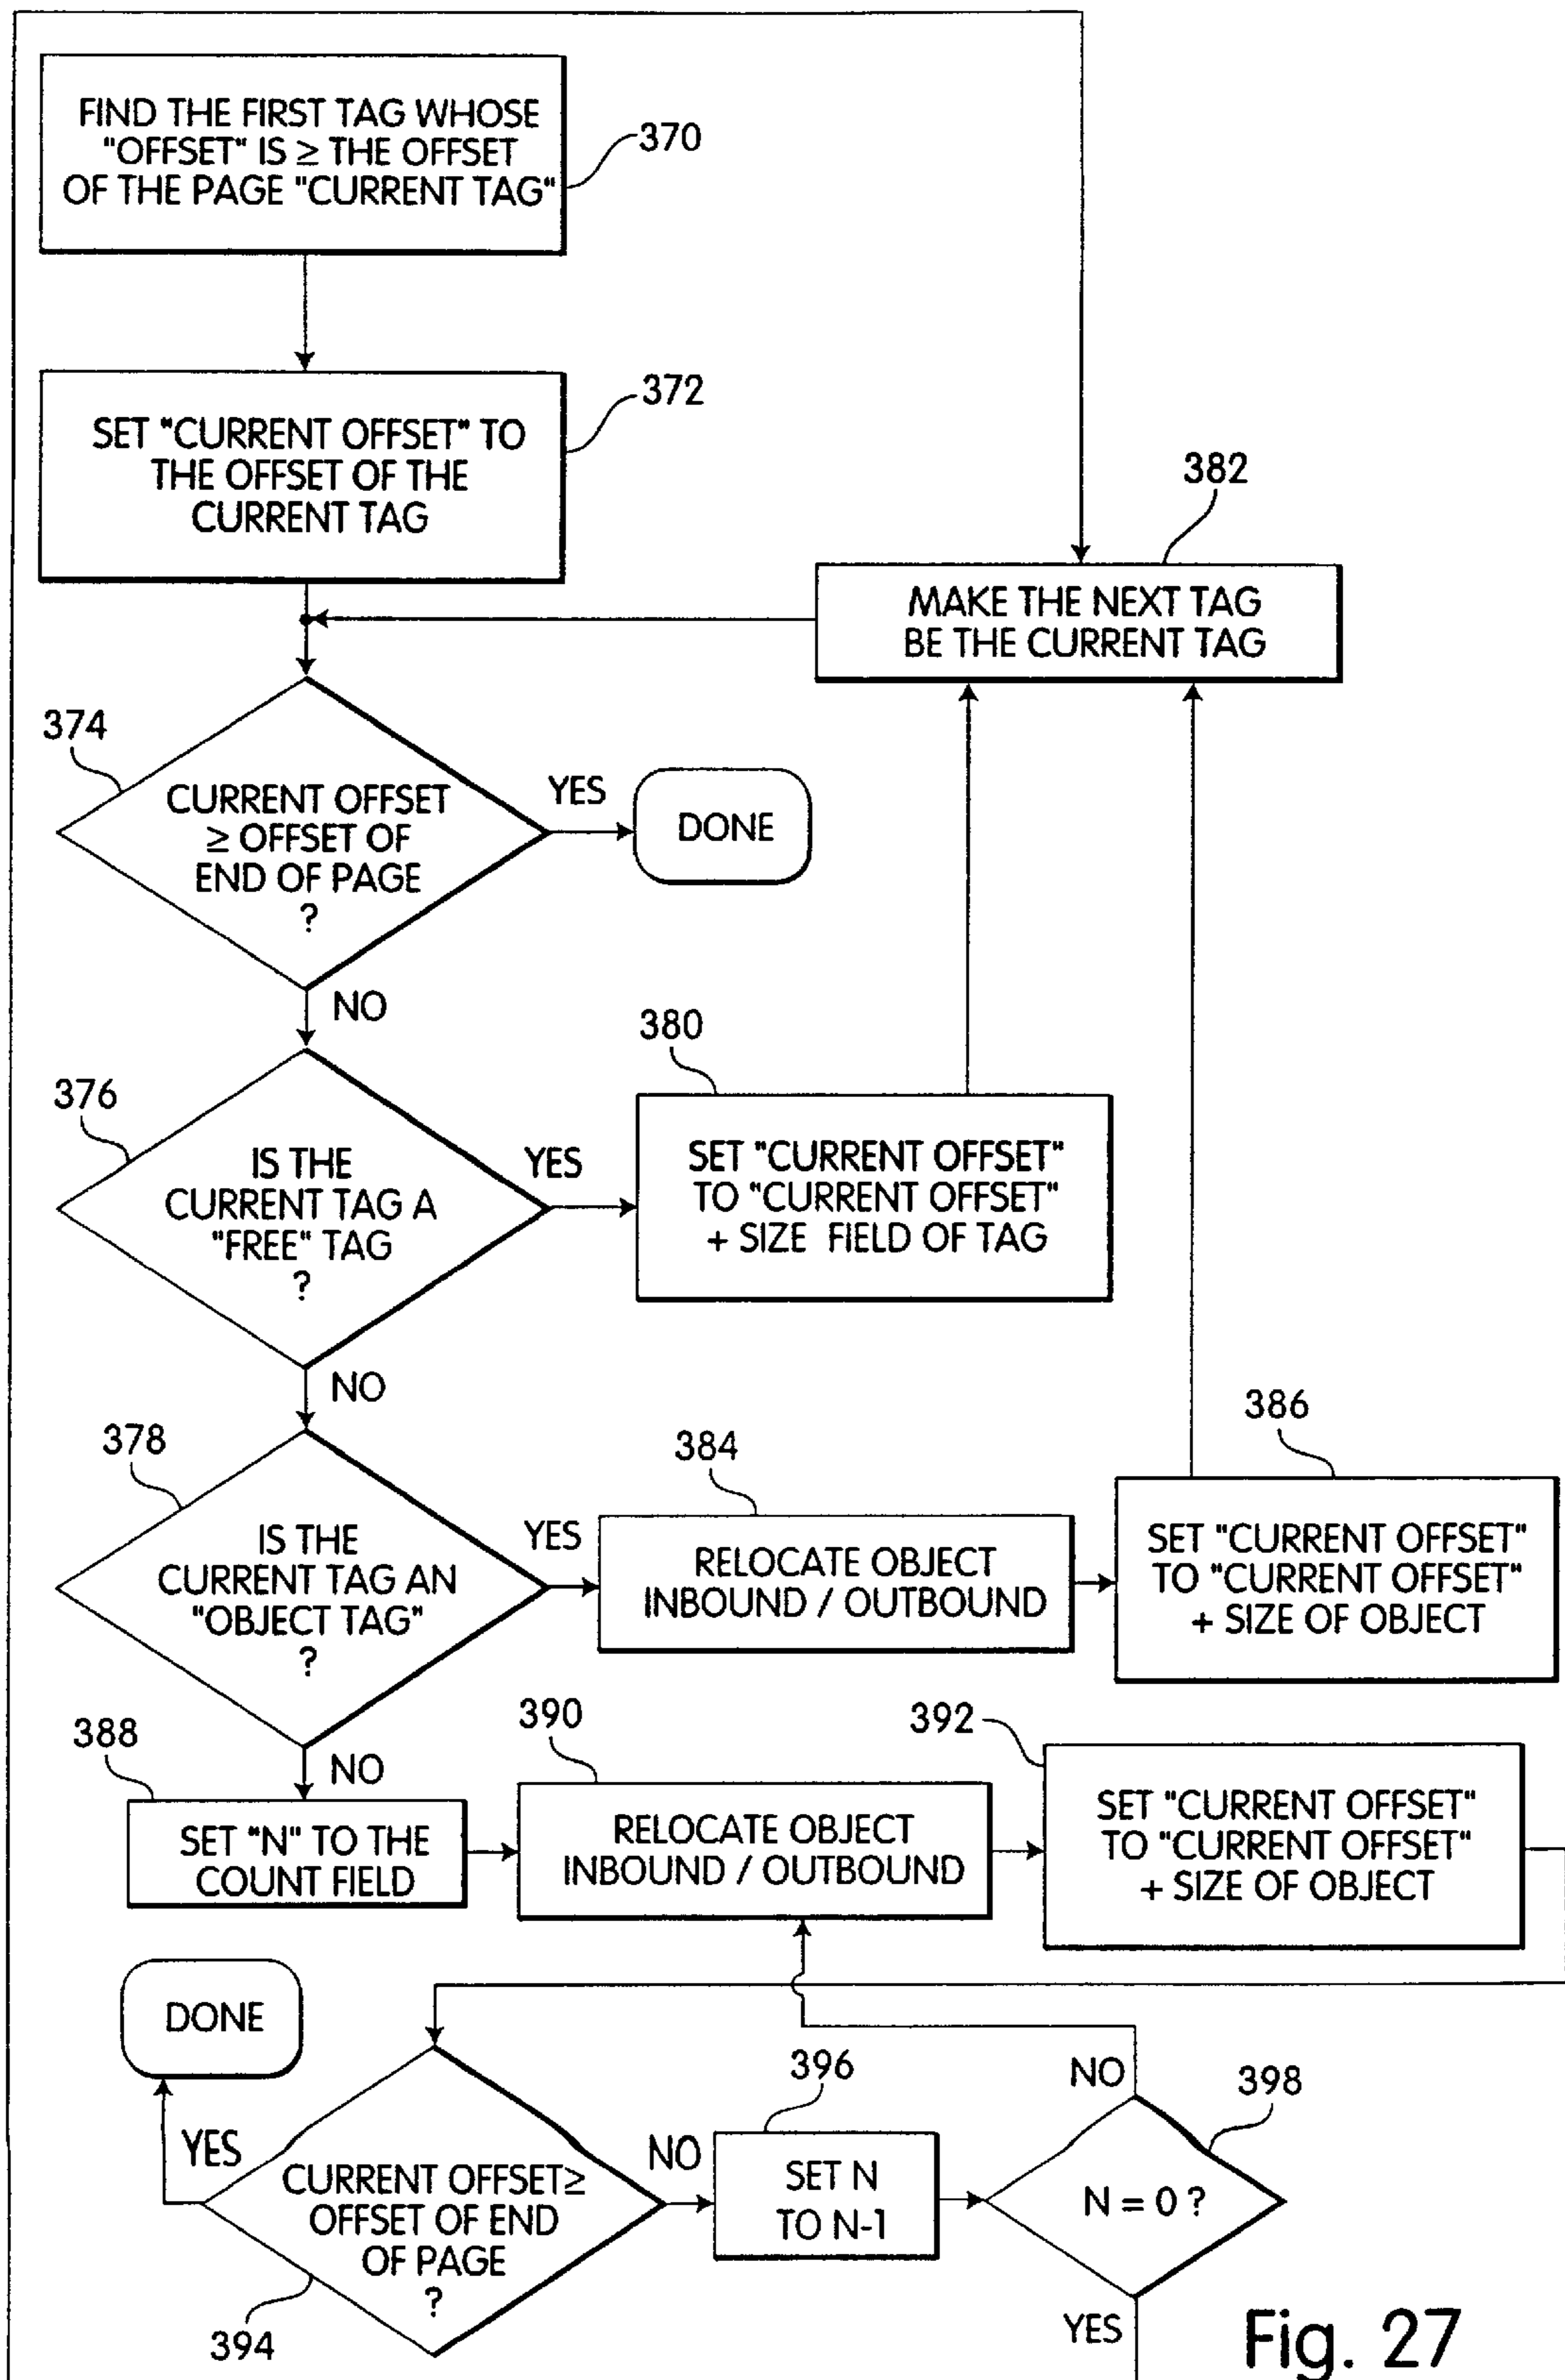 FIND THE FIRST TAG WHOSE
"OFFSET" IS ≥ THE OFFSET
OF THE PAGE "CURRENT TAG"
370
SET "CURRENT OFFSET" TO
THE OFFSET OF THE
CURRENT TAG
372
382
MAKE THE NEXT TAG
BE THE CURRENT TAG
374
CURRENT OFFSET
≥ OFFSET OF
END OF PAGE
?
YES
DONE
NO
376
IS THE
CURRENT TAG A
"FREE" TAG
?
YES
380
SET "CURRENT OFFSET"
TO "CURRENT OFFSET"
+ SIZE FIELD OF TAG
NO
378
IS THE
CURRENT TAG AN
"OBJECT TAG"
?
YES
384
RELOCATE OBJECT
INBOUND / OUTBOUND
386
SET "CURRENT OFFSET"
TO "CURRENT OFFSET"
+ SIZE OF OBJECT
NO
388
SET "N" TO THE
COUNT FIELD
390
RELOCATE OBJECT
INBOUND / OUTBOUND
392
SET "CURRENT OFFSET"
TO "CURRENT OFFSET"
+ SIZE OF OBJECT
DONE
YES
CURRENT OFFSET≥
OFFSET OF END
OF PAGE
?
394
NO
396
SET N
TO N-1
NO
398
N = 0 ?
YES
Fig. 27